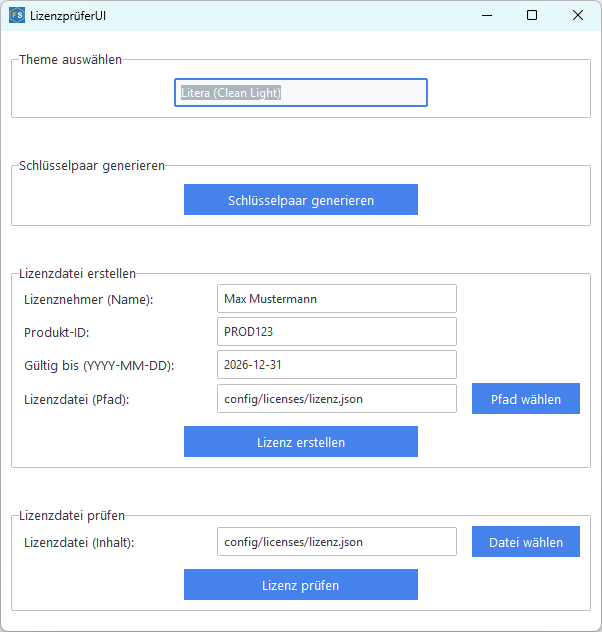 FS LizenzprüferUI
Theme auswählen
Litera (Clean Light)
Schlüsselpaar generieren
Schlüsselpaar generieren
Lizenzdatei erstellen
Lizenznehmer (Name): Max Mustermann
Produkt-ID: PROD123
Gültig bis (YYYY-MM-DD): 2026-12-31
Lizenzdatei (Pfad): config/licenses/lizenz.json Pfad wählen
Lizenz erstellen
Lizenzdatei prüfen
Lizenzdatei (Inhalt): config/licenses/lizenz.json Datei wählen
Lizenz prüfen